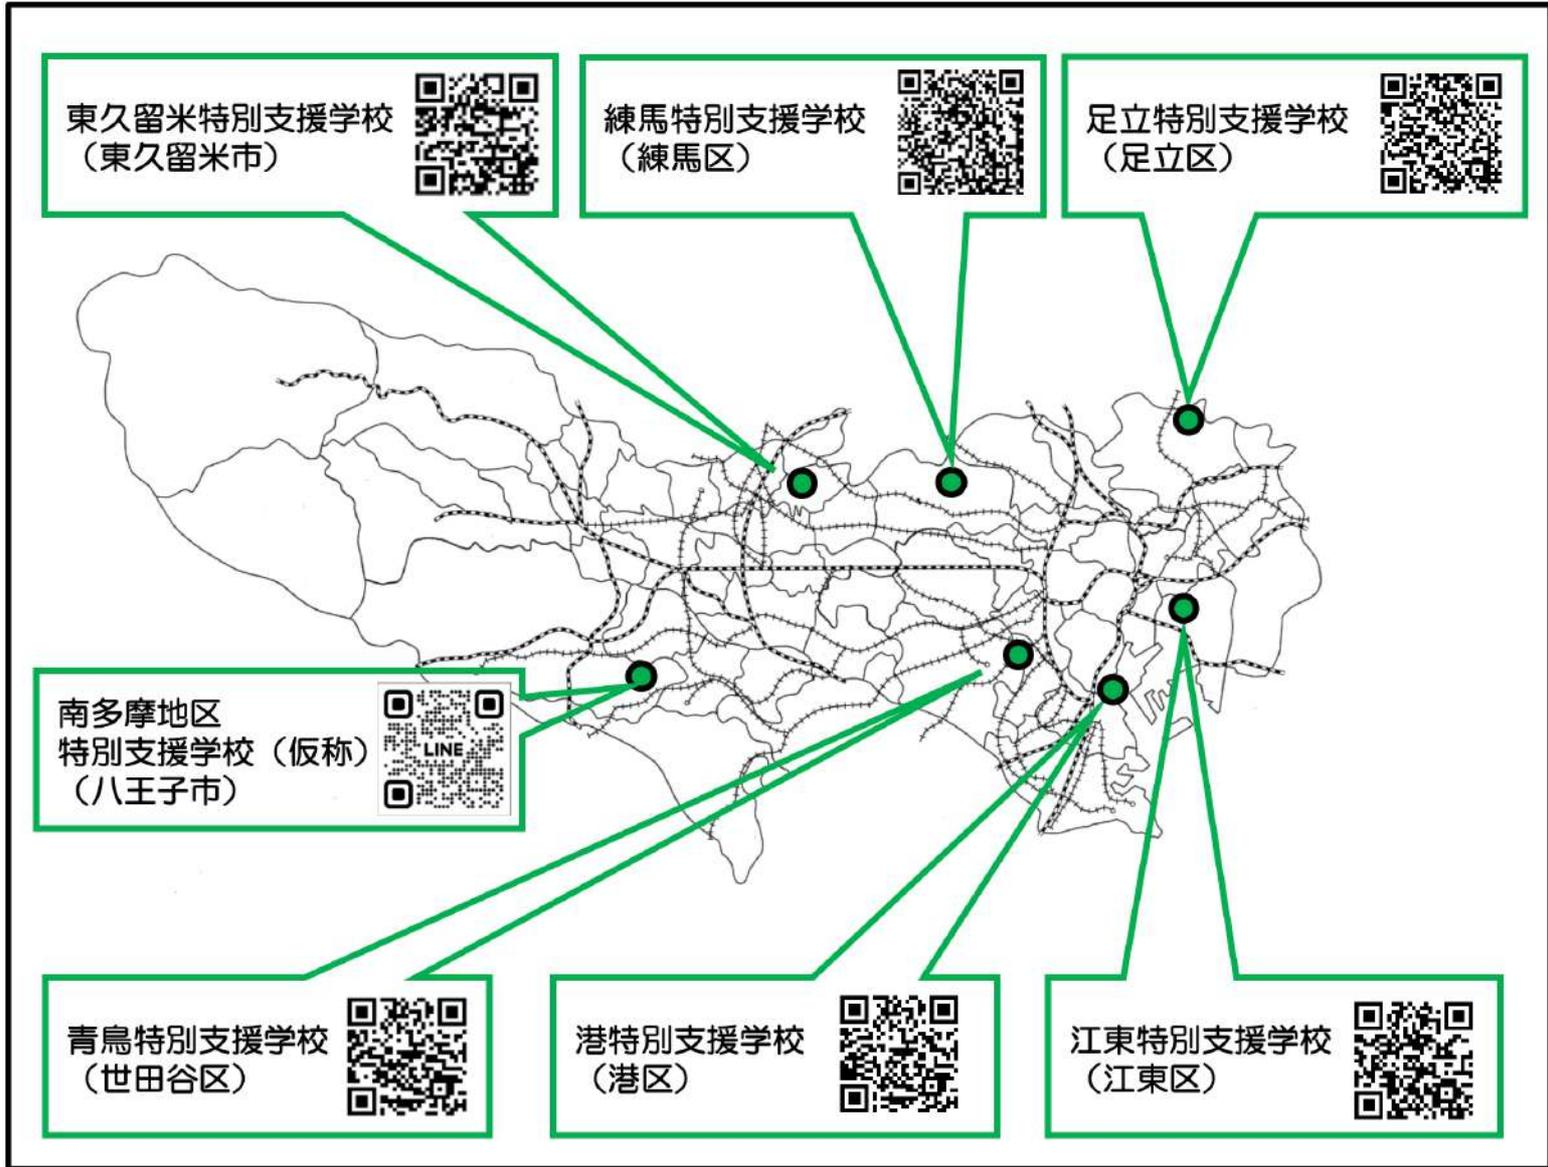 東久留米特別支援学校
（東久留米市）
練馬特別支援学校
（練馬区）
足立特別支援学校
（足立区）
南多摩地区
特別支援学校（仮称）
（八王子市）
LINE
青鳥特別支援学校
（世田谷区）
港特別支援学校
（港区）
江東特別支援学校
（江東区）